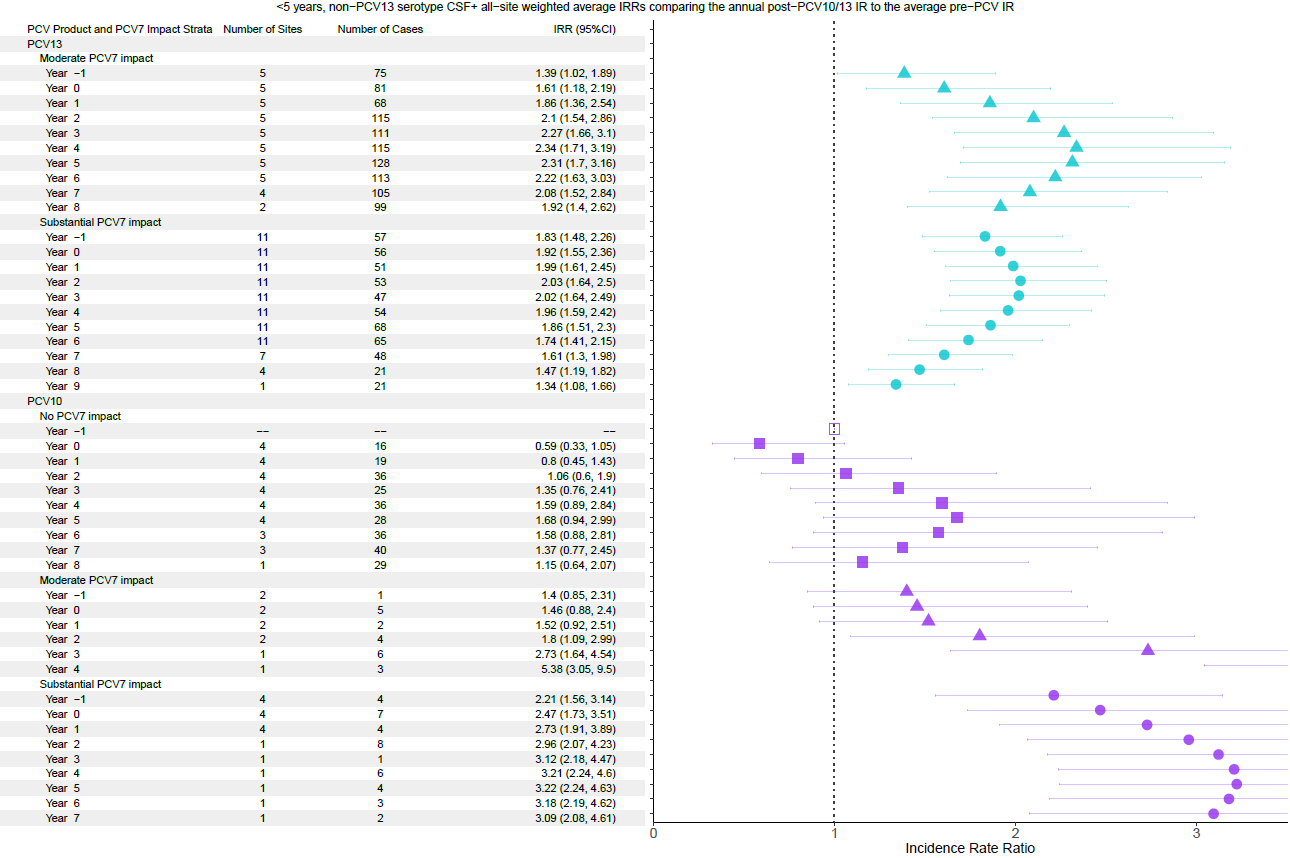 <5 years, non−PCV13 serotype CSF+ all−site weighted average IRRs comparing the annual post−PCV10/13 IR to the average pre−PCV IR
PCV Product and PCV7 Impact Strata Number of Sites Number of Cases IRR (95%CI)
PCV13
Moderate PCV7 impact
Year −1 5 75 1.39 (1.02, 1.89)
Year 0 5 81 1.61 (1.18, 2.19)
Year 1 5 68 1.86 (1.36, 2.54)
Year 2 5 115 2.1 (1.54, 2.86)
Year 3 5 111 2.27 (1.66, 3.1)
Year 4 5 115 2.34 (1.71, 3.19)
Year 5 5 128 2.31 (1.7, 3.16)
Year 6 5 113 2.22 (1.63, 3.03)
Year 7 4 105 2.08 (1.52, 2.84)
Year 8 2 99 1.92 (1.4, 2.62)
Substantial PCV7 impact
Year −1 11 57 1.83 (1.48, 2.26)
Year 0 11 56 1.92 (1.55, 2.36)
Year 1 11 51 1.99 (1.61, 2.45)
Year 2 11 53 2.03 (1.64, 2.5)
Year 3 11 47 2.02 (1.64, 2.49)
Year 4 11 54 1.96 (1.59, 2.42)
Year 5 11 68 1.86 (1.51, 2.3)
Year 6 11 65 1.74 (1.41, 2.15)
Year 7 7 48 1.61 (1.3, 1.98)
Year 8 4 21 1.47 (1.19, 1.82)
Year 9 1 21 1.34 (1.08, 1.66)
PCV10
No PCV7 impact
Year −1 −− −− −−
Year 0 4 16 0.59 (0.33, 1.05)
Year 1 4 19 0.8 (0.45, 1.43)
Year 2 4 36 1.06 (0.6, 1.9)
Year 3 4 25 1.35 (0.76, 2.41)
Year 4 4 36 1.59 (0.89, 2.84)
Year 5 4 28 1.68 (0.94, 2.99)
Year 6 3 36 1.58 (0.88, 2.81)
Year 7 3 40 1.37 (0.77, 2.45)
Year 8 1 29 1.15 (0.64, 2.07)
Moderate PCV7 impact
Year −1 2 1 1.4 (0.85, 2.31)
Year 0 2 5 1.46 (0.88, 2.4)
Year 1 2 2 1.52 (0.92, 2.51)
Year 2 2 4 1.8 (1.09, 2.99)
Year 3 1 6 2.73 (1.64, 4.54)
Year 4 1 3 5.38 (3.05, 9.5)
Substantial PCV7 impact
Year −1 4 4 2.21 (1.56, 3.14)
Year 0 4 7 2.47 (1.73, 3.51)
Year 1 4 4 2.73 (1.91, 3.89)
Year 2 1 8 2.96 (2.07, 4.23)
Year 3 1 1 3.12 (2.18, 4.47)
Year 4 1 6 3.21 (2.24, 4.6)
Year 5 1 4 3.22 (2.24, 4.63)
Year 6 1 3 3.18 (2.19, 4.62)
Year 7 1 2 3.09 (2.08, 4.61)
0 1 2 3
Incidence Rate Ratio